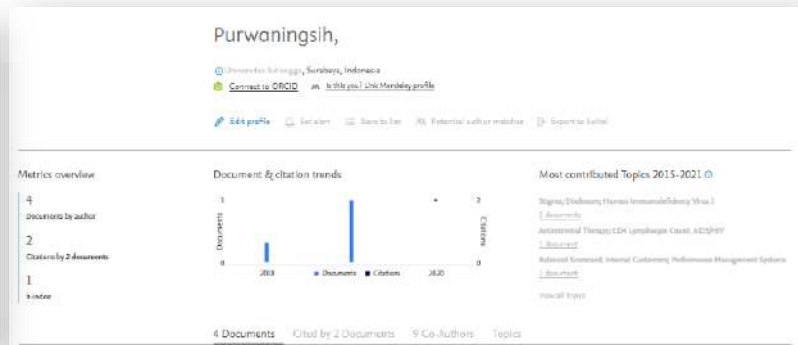 Purwaningsih,
Universitas Airlangga, Surabaya, Indonesia
Connect to ORCID Is this you? Link Mendeley profile
Edit profile Set alert Save to list Potential author matches Export to SciVal
Metrics overview
4
Documents by author
2
Citations by 2 documents
1
h-index
Document & citation trends
1
0
Documents
2018
Documents Citations
2020
2
0
Citations
Most contributed Topics 2015–2021
Stigma; Disclosure; Human Immunodeficiency Virus 1
2 documents
Antiretroviral Therapy; CD4 Lymphocyte Count; AIDS/HIV
1 document
Balanced Scorecard; Internal Customers; Performance Management Systems
1 document
View all Topics
4 Documents Cited by 2 Documents 9 Co-Authors Topics